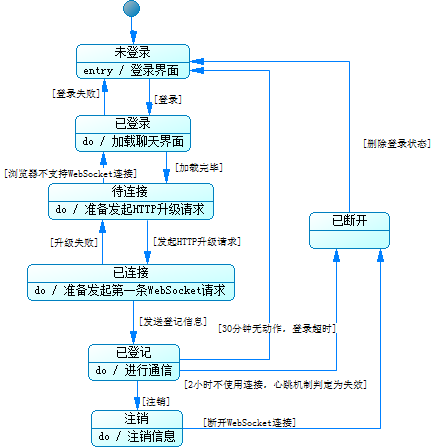 未登录
entry / 登录界面
[登录失败]
[登录]
已登录
do / 加载聊天界面
[删除登录状态]
[浏览器不支持WebSocket连接]
[加载完毕]
待连接
do / 准备发起HTTP升级请求
已断开
[升级失败]
[发起HTTP升级请求]
已连接
do / 准备发起第一条WebSocket请求
[发送登记信息]
[30分钟无动作，登录超时]
已登记
do / 进行通信
[2小时不使用连接，心跳机制判定为失效]
[注销]
注销
do / 注销信息
[断开WebSocket连接]